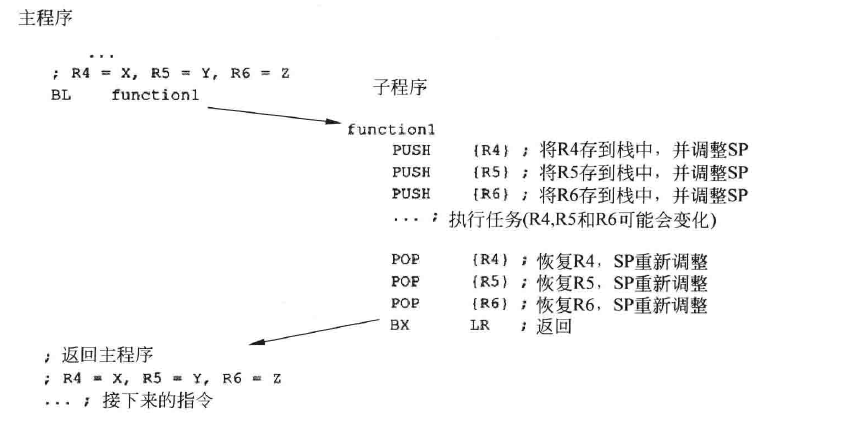 主程序
...
; R4 = X, R5 = Y, R6 = Z
BL function1
子程序
function1
PUSH {R4} ; 将R4存到栈中，并调整SP
PUSH {R5} ; 将R5存到栈中，并调整SP
PUSH {R6} ; 将R6存到栈中，并调整SP
... ; 执行任务(R4,R5和R6可能会变化)
POP {R4} ; 恢复R4，SP重新调整
POP {R5} ; 恢复R5，SP重新调整
POP {R6} ; 恢复R6，SP重新调整
BX LR ; 返回
; 返回主程序
; R4 = X, R5 = Y, R6 = Z
... ; 接下来的指令